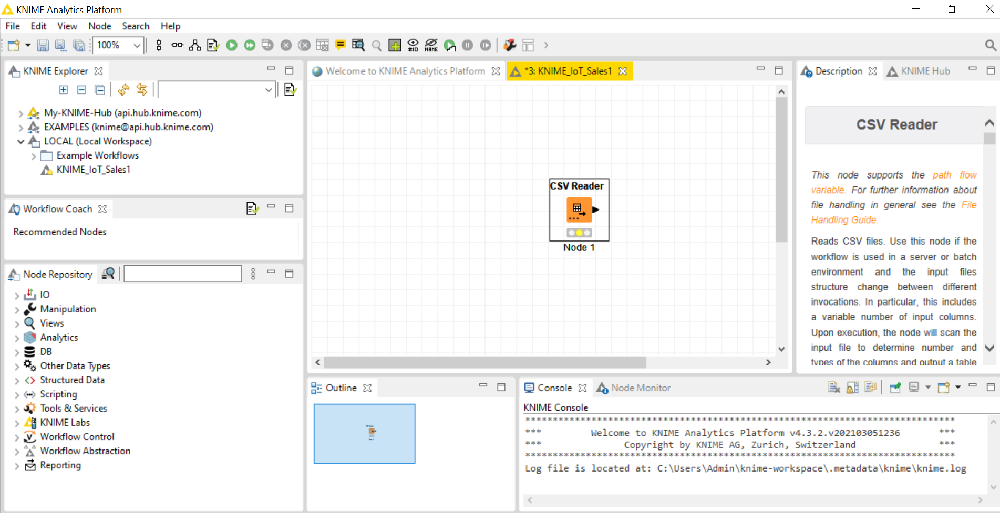 KNIME Analytics Platform
File Edit View Node Search Help
100%
#ID
NAME
KNIME Explorer
My-KNIME-Hub (api.hub.knime.com)
EXAMPLES (knime@api.hub.knime.com)
LOCAL (Local Workspace)
Example Workflows
KNIME_IoT_Sales1
Workflow Coach
Recommended Nodes
Node Repository
IO
Manipulation
Views
Analytics
DB
Other Data Types
Structured Data
Scripting
Tools & Services
KNIME Labs
Workflow Control
Workflow Abstraction
Reporting
Welcome to KNIME Analytics Platform
*3: KNIME_IoT_Sales1
CSV Reader
Node 1
Description
KNIME Hub
CSV Reader
This node supports the path flow
variable. For further information about
file handling in general see the File
Handling Guide.
Reads CSV files. Use this node if the
workflow is used in a server or batch
environment and the input files
structure change between different
invocations. In particular, this includes
a variable number of input columns.
Upon execution, the node will scan the
input file to determine number and
types of the columns and output a table
Outline
Console
Node Monitor
KNIME Console
*******************************************************************************
*** Welcome to KNIME Analytics Platform v4.3.2.v202103051236 ***
*** Copyright by KNIME AG, Zurich, Switzerland ***
*******************************************************************************
Log file is located at: C:\Users\Admin\knime-workspace\.metadata\knime\knime.log